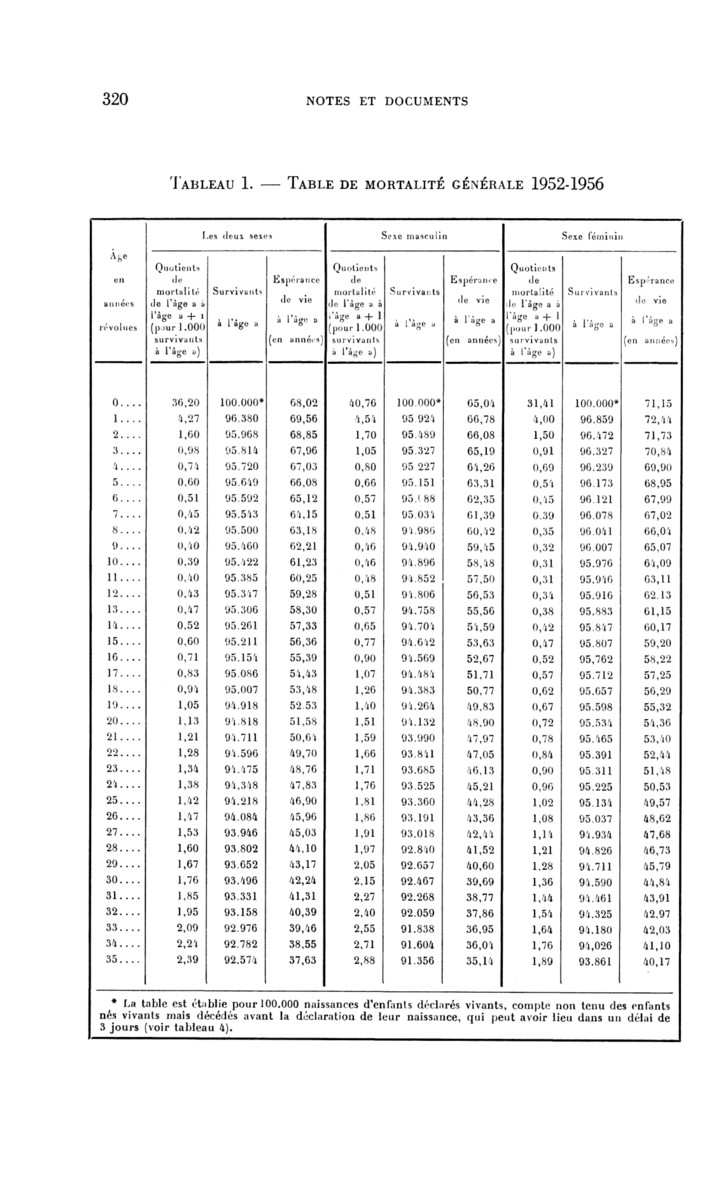 320
NOTES ET DOCUMENTS
TABLEAU 1. — TABLE DE MORTALITÉ GÉNÉRALE 1952-1956
Âge en années révolues | Les deux sexes | Sexe masculin | Sexe féminin
Quotients de mortalité de l'âge a à l'âge a + 1 (pour 1.000 survivants à l'âge a) | Survivants à l'âge a | Espérance de vie à l'âge a (en années) | Quotients de mortalité de l'âge a à l'âge a + 1 (pour 1.000 survivants à l'âge a) | Survivants à l'âge a | Espérance de vie à l'âge a (en années) | Quotients de mortalité de l'âge a à l'âge a + 1 (pour 1.000 survivants à l'âge a) | Survivants à l'âge a | Espérance de vie à l'âge a (en années)
0.... 36,20 100.000* 68,02 40,76 100.000* 65,04 31,41 100.000* 71,15
1.... 4,27 96.380 69,56 4,54 95.924 66,78 4,00 96.859 72,44
2.... 1,60 95.968 68,85 1,70 95.489 66,08 1,50 96.472 71,73
3.... 0,98 95.814 67,96 1,05 95.327 65,19 0,91 96.327 70,84
4.... 0,74 95.720 67,03 0,80 95 227 64,26 0,69 96.239 69,90
5.... 0,60 95.649 66,08 0,66 95.151 63,31 0,54 96.173 68,95
6.... 0,51 95.592 65,12 0,57 95. 88 62,35 0,45 96.121 67,99
7.... 0,45 95.543 64,15 0,51 95.034 61,39 0.39 96.078 67,02
8.... 0,42 95.500 63,18 0,48 94.986 60,42 0,35 96.041 66,04
9.... 0,40 95.460 62,21 0,46 94.940 59,45 0,32 96.007 65,07
10.... 0,39 95.422 61,23 0,46 94.896 58,48 0,31 95.976 64,09
11.... 0,40 95.385 60,25 0,48 94.852 57,50 0,31 95.946 63,11
12.... 0,43 95.347 59,28 0,51 94.806 56,53 0,34 95.916 62.13
13.... 0,47 95.306 58,30 0,57 94.758 55,56 0,38 95.883 61,15
14.... 0,52 95.261 57,33 0,65 94.704 54,59 0,42 95.847 60,17
15.... 0,60 95.211 56,36 0,77 94.642 53,63 0,47 95.807 59,20
16.... 0,71 95.154 55,39 0,90 94.569 52,67 0,52 95,762 58,22
17.... 0,83 95.086 54,43 1,07 94.484 51,71 0,57 95.712 57,25
18.... 0,94 95.007 53,48 1,26 94.383 50,77 0,62 95.657 56,29
19.... 1,05 94.918 52.53 1,40 94.264 49,83 0,67 95.598 55,32
20.... 1,13 94.818 51,58 1,51 94.132 48,90 0,72 95.534 54,36
21.... 1,21 94.711 50,64 1,59 93.990 47,97 0,78 95.465 53,40
22.... 1,28 94.596 49,70 1,66 93.841 47,05 0,84 95.391 52,44
23.... 1,34 94.475 48,76 1,71 93.685 46,13 0,90 95.311 51,48
24.... 1,38 94,348 47,83 1,76 93.525 45,21 0,96 95.225 50,53
25.... 1,42 94.218 46,90 1,81 93.360 44,28 1,02 95.134 49,57
26.... 1,47 94.084 45,96 1,86 93.191 43,36 1,08 95.037 48,62
27.... 1,53 93.946 45,03 1,91 93.018 42,44 1,14 94.934 47,68
28.... 1,60 93.802 44,10 1,97 92.840 41,52 1,21 94.826 46,73
29.... 1,67 93.652 43,17 2,05 92.657 40,60 1.28 94.711 45,79
30.... 1,76 93.496 42,24 2,15 92.467 39,69 1,36 94.590 44,84
31.... 1,85 93.331 41,31 2,27 92.268 38,77 1,44 94.461 43,91
32.... 1,95 93.158 40,39 2,40 92.059 37,86 1,54 94.325 42,97
33.... 2,09 92.976 39,46 2,55 91.838 36,95 1,64 94.180 42,03
34.... 2,24 92.782 38,55 2,71 91.604 36,04 1,76 94,026 41,10
35.... 2,39 92.574 37,63 2,88 91.356 35,14 1,89 93.861 40,17
* La table est établie pour 100.000 naissances d'enfants déclarés vivants, compte non tenu des enfants
nés vivants mais décédés avant la déclaration de leur naissance, qui peut avoir lieu dans un délai de
3 jours (voir tableau 4).